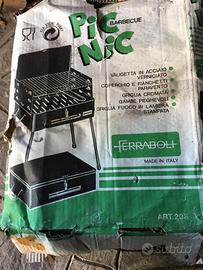 PIC
BARBECUE
NIC
VALIGETTA IN ACCIAIO
VERNICIATO
COPERCHIO E FIANCHETTI
PARAVENTO
GRIGLIA CROMATA
GAMBE PIEGHEVOLI
GRIGLIA FUOCO IN LAMIERA
STAMPATA
FERRABOLI
MADE IN ITALY
subito